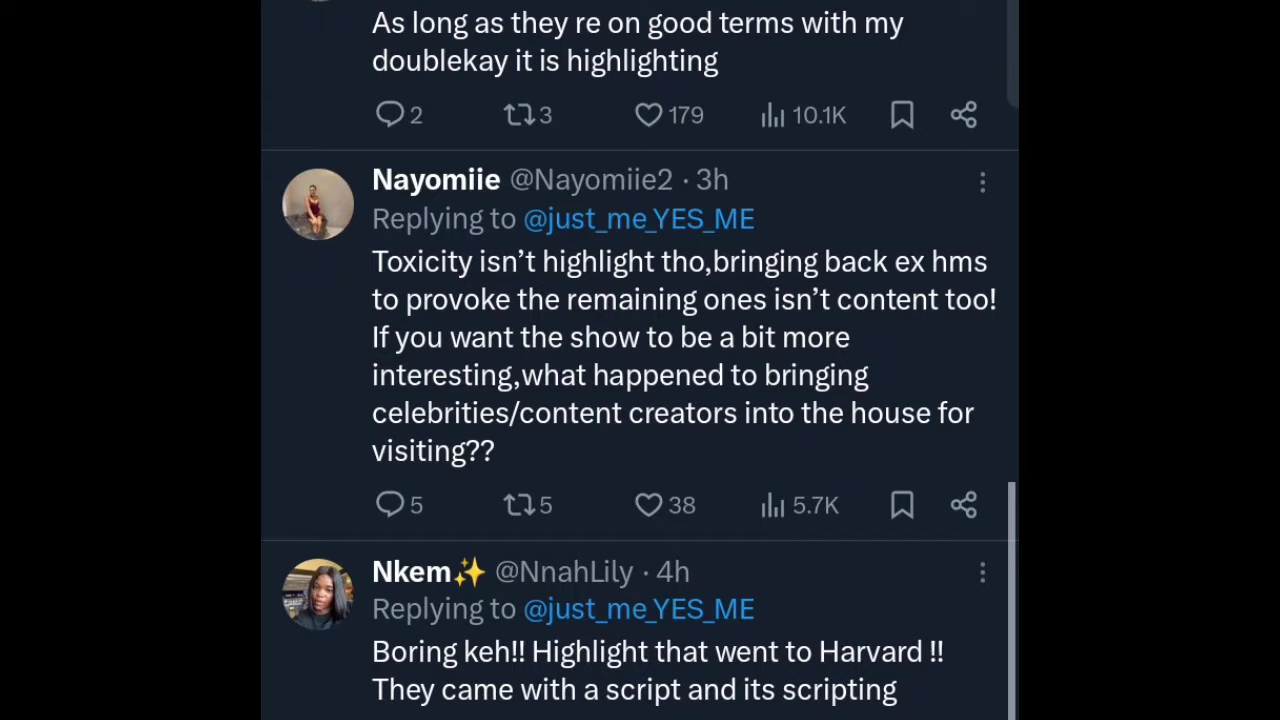 As long as they re on good terms with my
doublekay it is highlighting
2 3 179 10.1K
Nayomiie @Nayomiie2 · 3h
Replying to @just_me_YES_ME
Toxicity isn’t highlight tho,bringing back ex hms
to provoke the remaining ones isn’t content too!
If you want the show to be a bit more
interesting,what happened to bringing
celebrities/content creators into the house for
visiting??
5 5 38 5.7K
Nkem✨ @NnahLily · 4h
Replying to @just_me_YES_ME
Boring keh!! Highlight that went to Harvard !!
They came with a script and its scripting